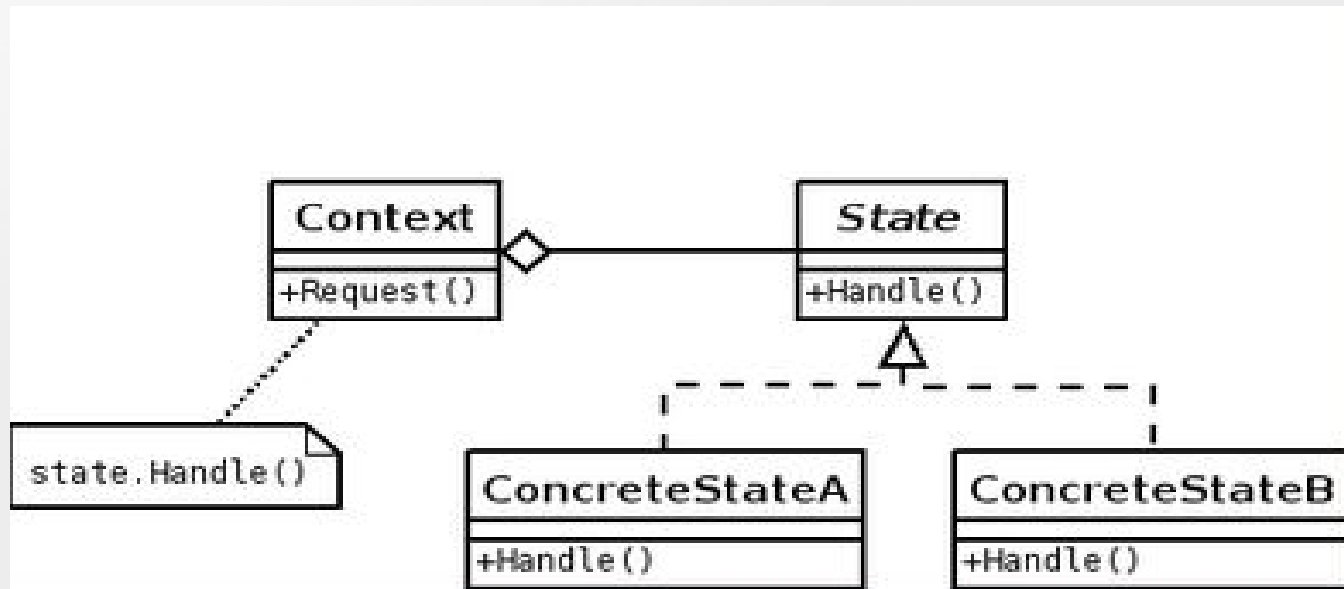 Context
State
+Request()
+Handle()
state.Handle()
ConcreteStateA
ConcreteStateB
+Handle()
+Handle()